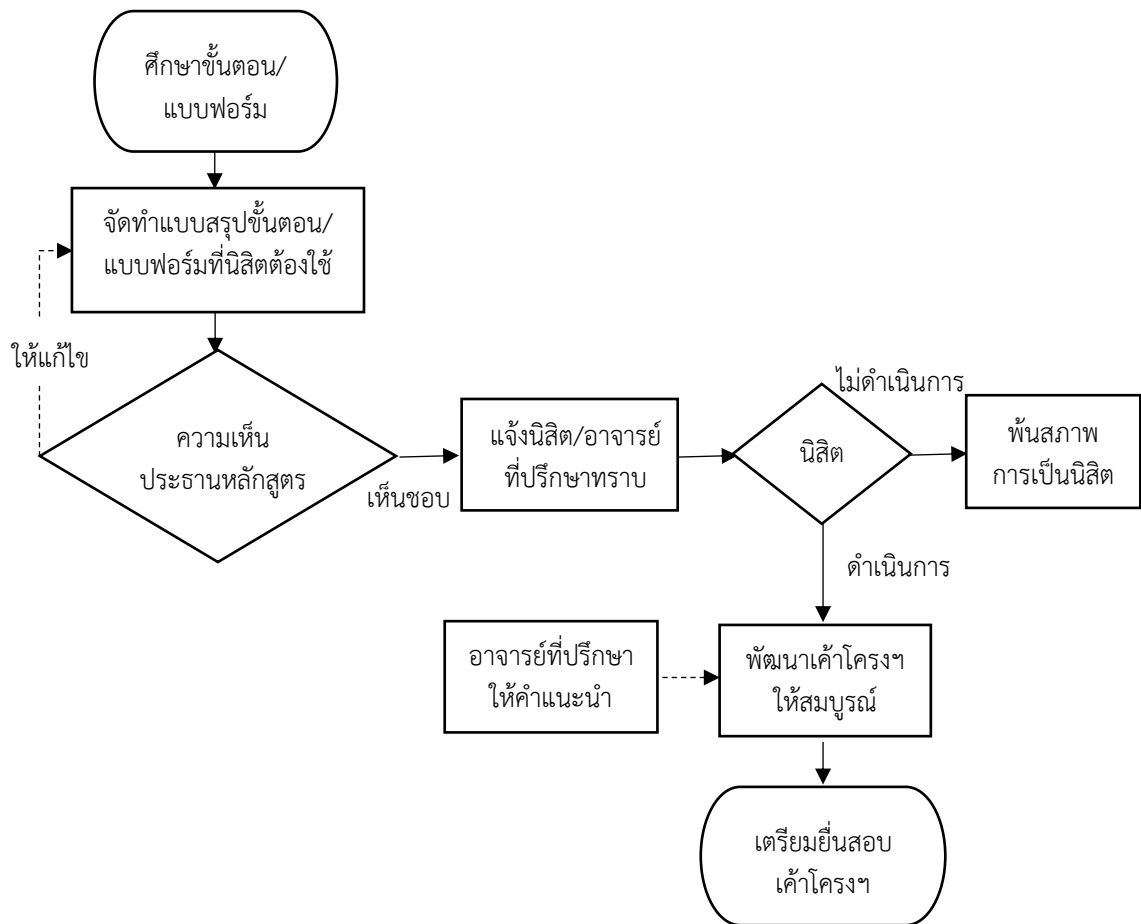 ศึกษาขั้นตอน/
แบบฟอร์ม
จัดทำแบบสรุปขั้นตอน/
แบบฟอร์มที่นิสิตต้องใช้
ให้แก้ไข
ความเห็น
ประธานหลักสูตร
เห็นชอบ
แจ้งนิสิต/อาจารย์
ที่ปรึกษาทราบ
นิสิต
ไม่ดำเนินการ
พ้นสภาพ
การเป็นนิสิต
ดำเนินการ
อาจารย์ที่ปรึกษา
ให้คำแนะนำ
พัฒนาเค้าโครงฯ
ให้สมบูรณ์
เตรียมยื่นสอบ
เค้าโครงฯ